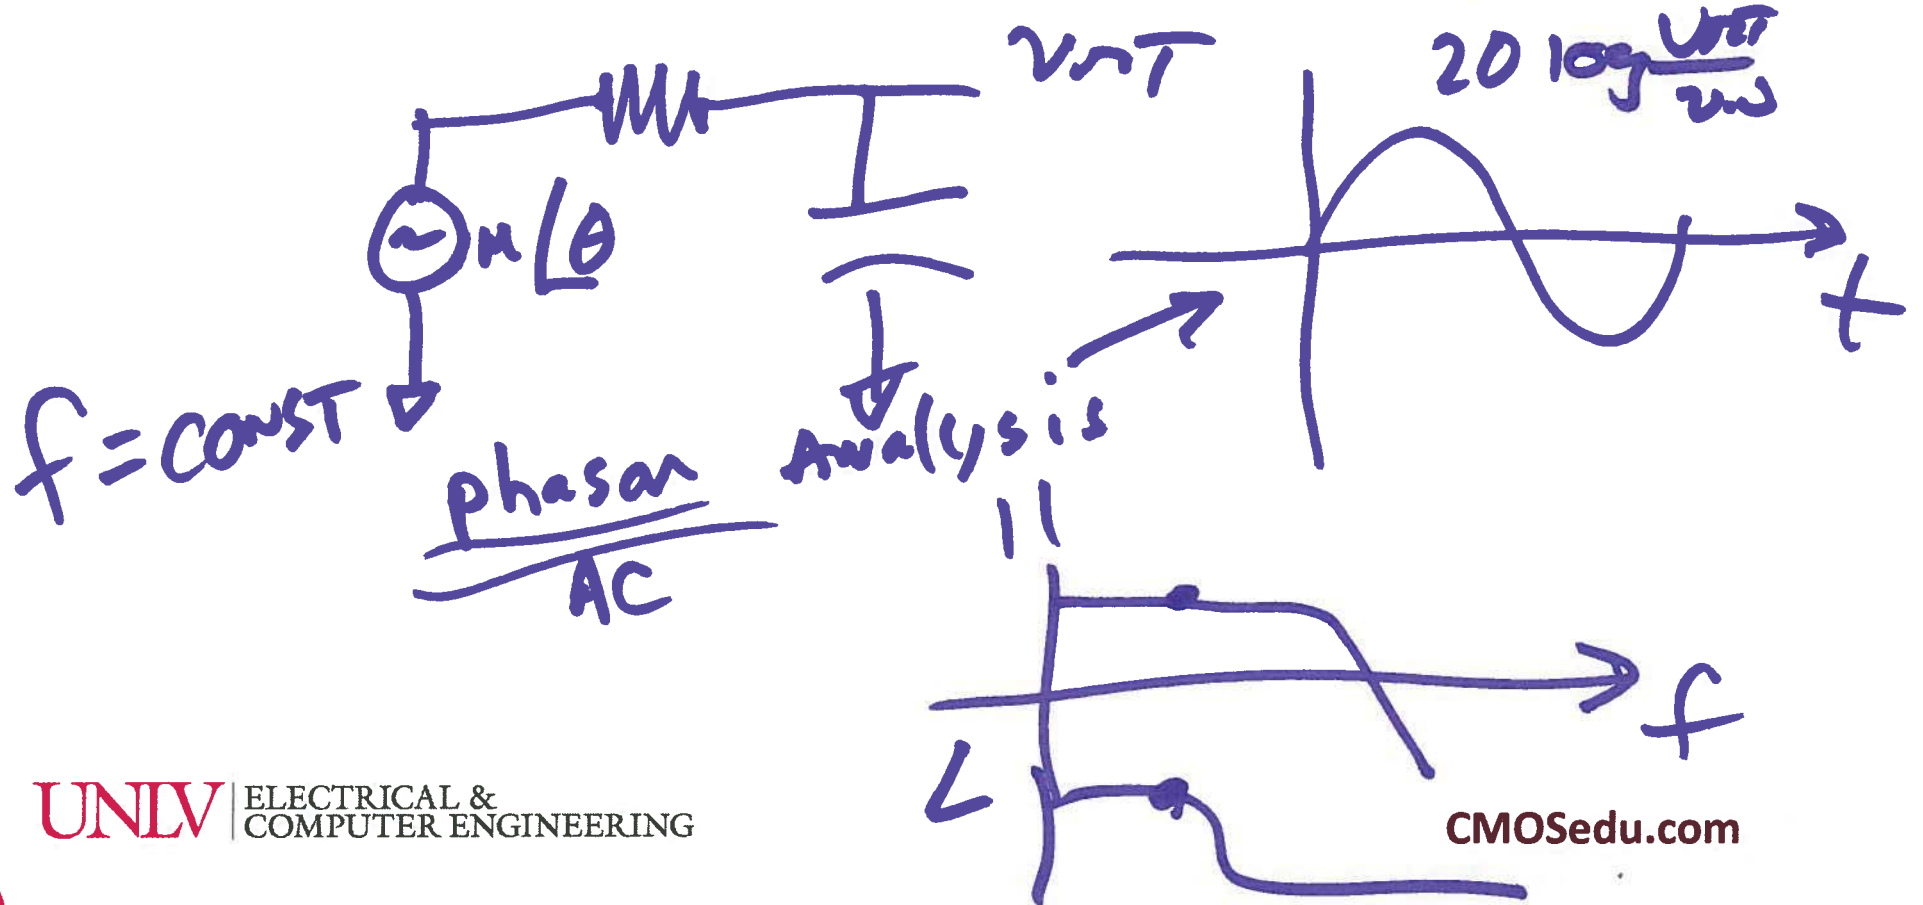 VOUT
20 log VOUT
VIN
M∠θ
t
f = CONST
phasor Analysis
AC
||
f
∠
UNLV
ELECTRICAL &
COMPUTER ENGINEERING
CMOSedu.com